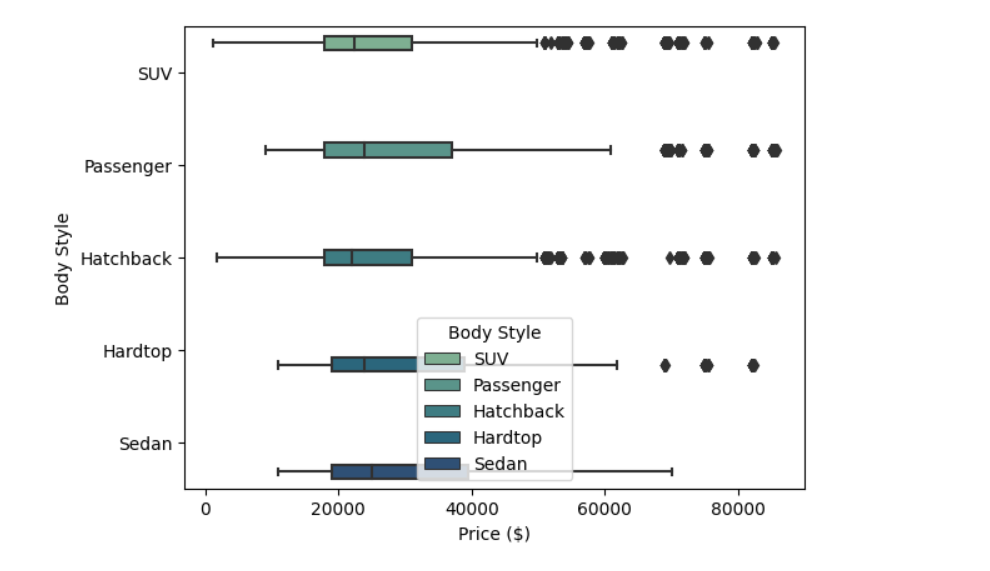 SUV
Passenger
Hatchback
Hardtop
Sedan
Body Style
Body Style
SUV
Passenger
Hatchback
Hardtop
Sedan
0 20000 40000 60000 80000
Price ($)